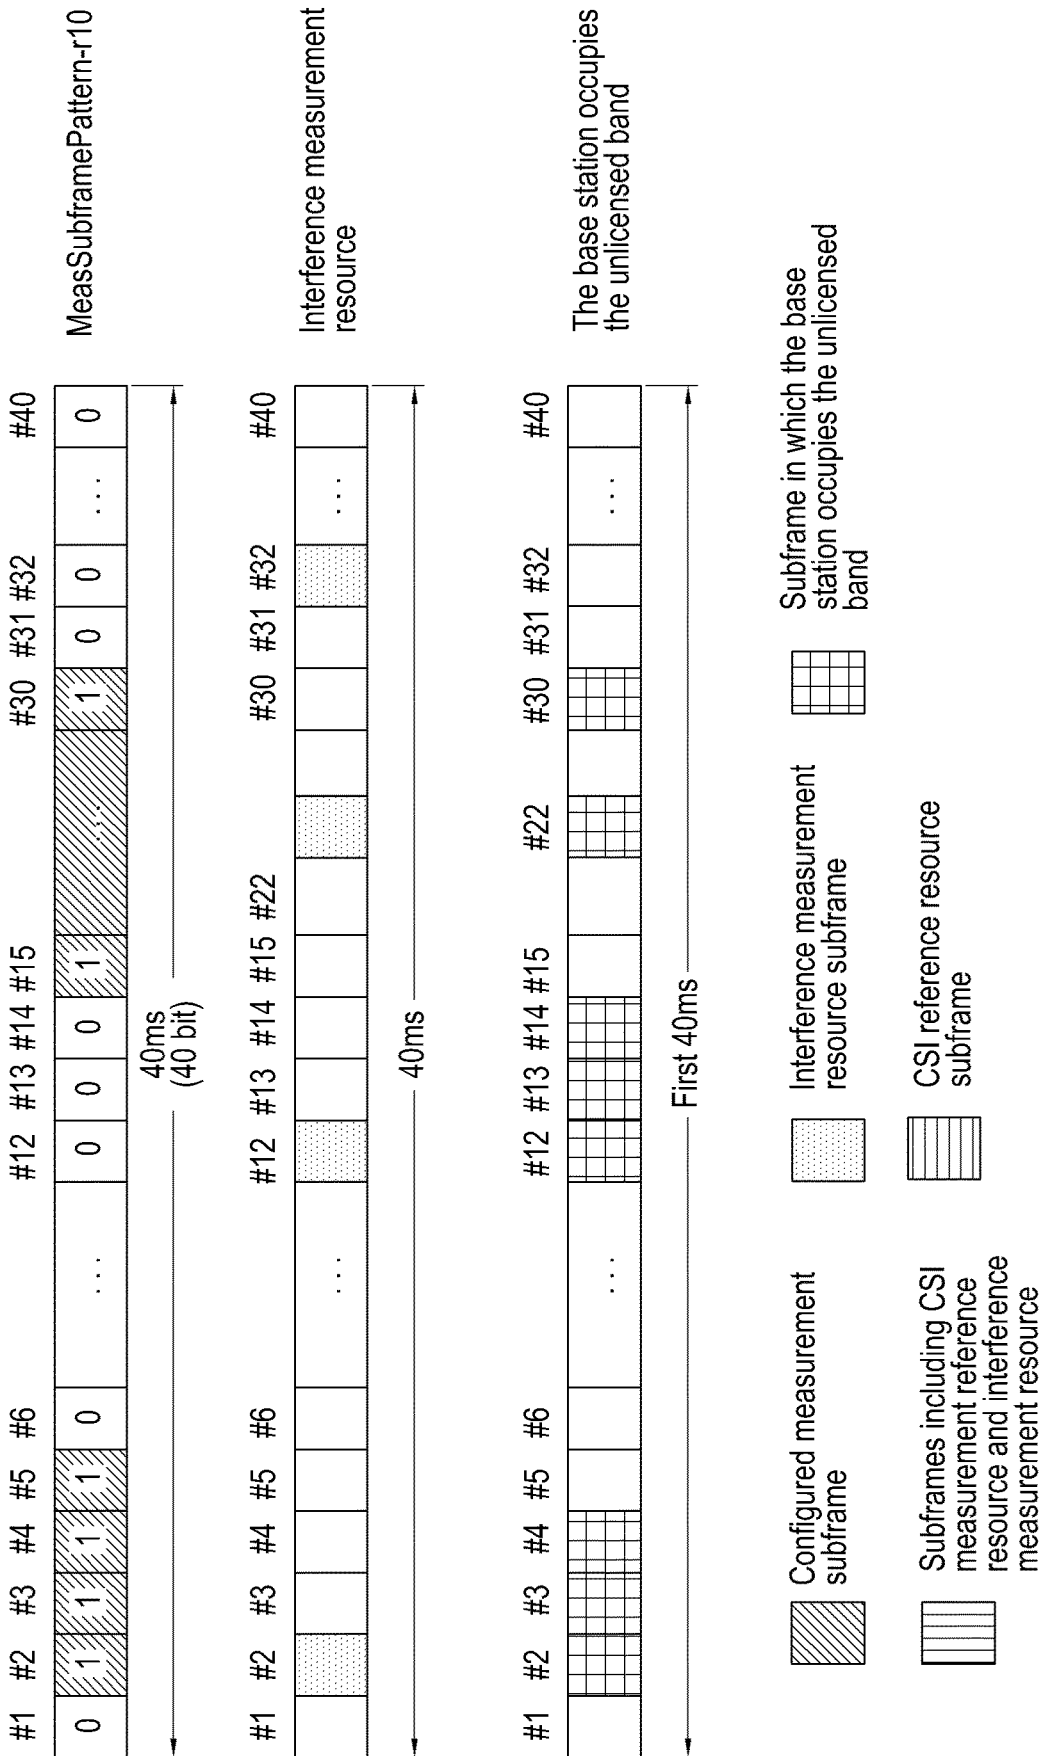 #1 #2 #3 #4 #5 #6 #12 #13 #14 #15 #30 #31 #32 #40
0 1 1 1 1 0 ... 0 0 0 1 ... 1 0 0 ... 0
MeasSubframePattern-r10
40ms
(40 bit)
#1 #2 #3 #4 #5 #6 #12 #13 #14 #15 #22 #30 #31 #32 #40
... ...
Interference measurement
resource
40ms
#1 #2 #3 #4 #5 #6 #12 #13 #14 #15 #22 #30 #31 #32 #40
... ...
The base station occupies
the unlicensed band
First 40ms
Configured measurement
subframe
Interference measurement
resource subframe
Subframe in which the base
station occupies the unlicensed
band
Subframes including CSI
measurement reference
resource and interference
measurement resource
CSI reference resource
subframe